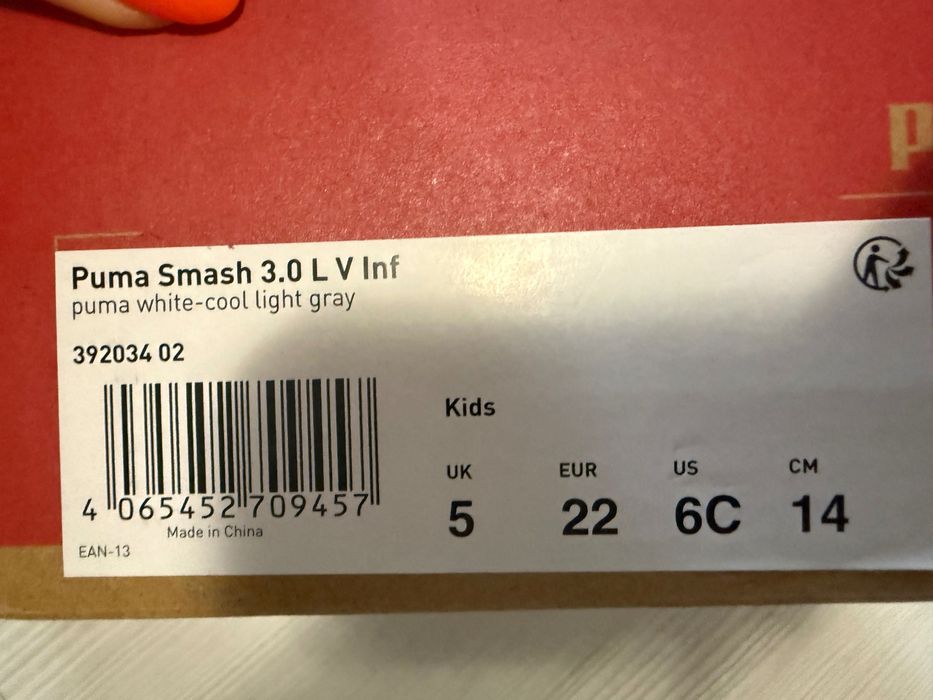 P
Puma Smash 3.0 L V Inf
puma white-cool light gray
392034 02
4 065452 709457
Made in China
EAN-13
Kids
UK EUR US CM
5 22 6C 14